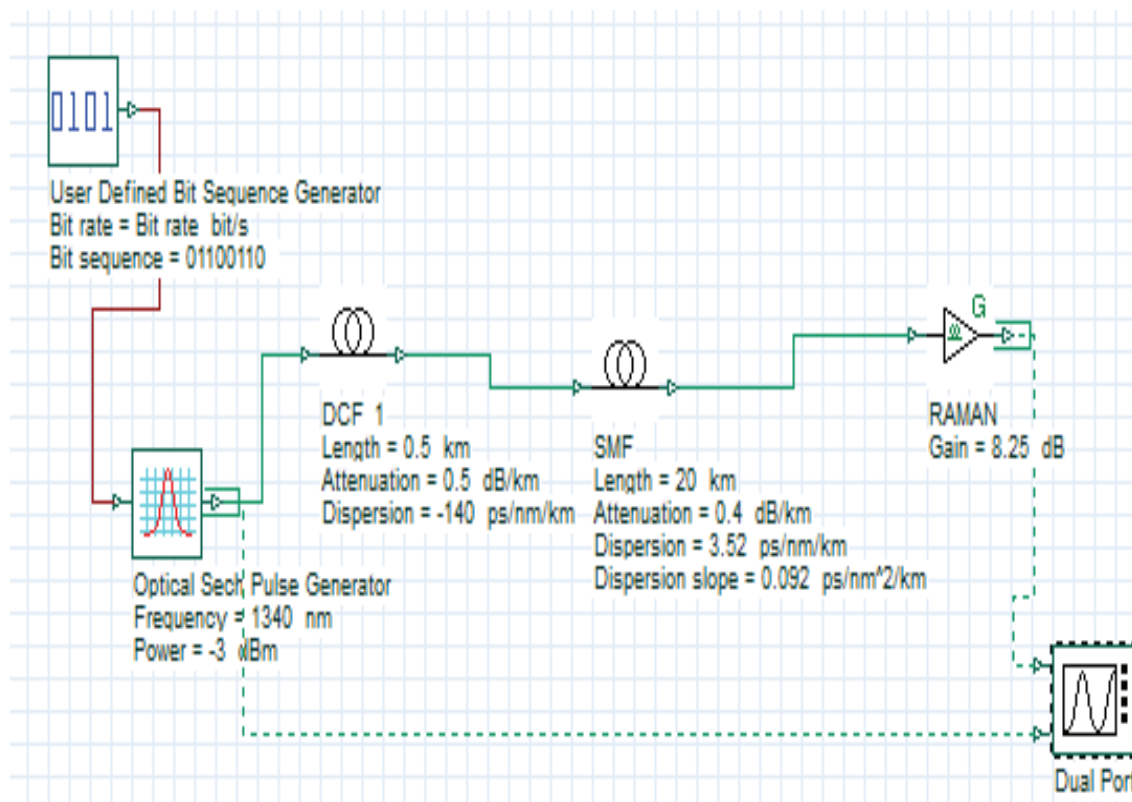 0101
User Defined Bit Sequence Generator
Bit rate = Bit rate bit/s
Bit sequence = 01100110
DCF 1
Length = 0.5 km
Attenuation = 0.5 dB/km
Dispersion = -140 ps/nm/km
SMF
Length = 20 km
Attenuation = 0.4 dB/km
Dispersion = 3.52 ps/nm/km
Dispersion slope = 0.092 ps/nm^2/km
G
RAMAN
Gain = 8.25 dB
Optical Sech Pulse Generator
Frequency = 1340 nm
Power = -3 dBm
Dual Port